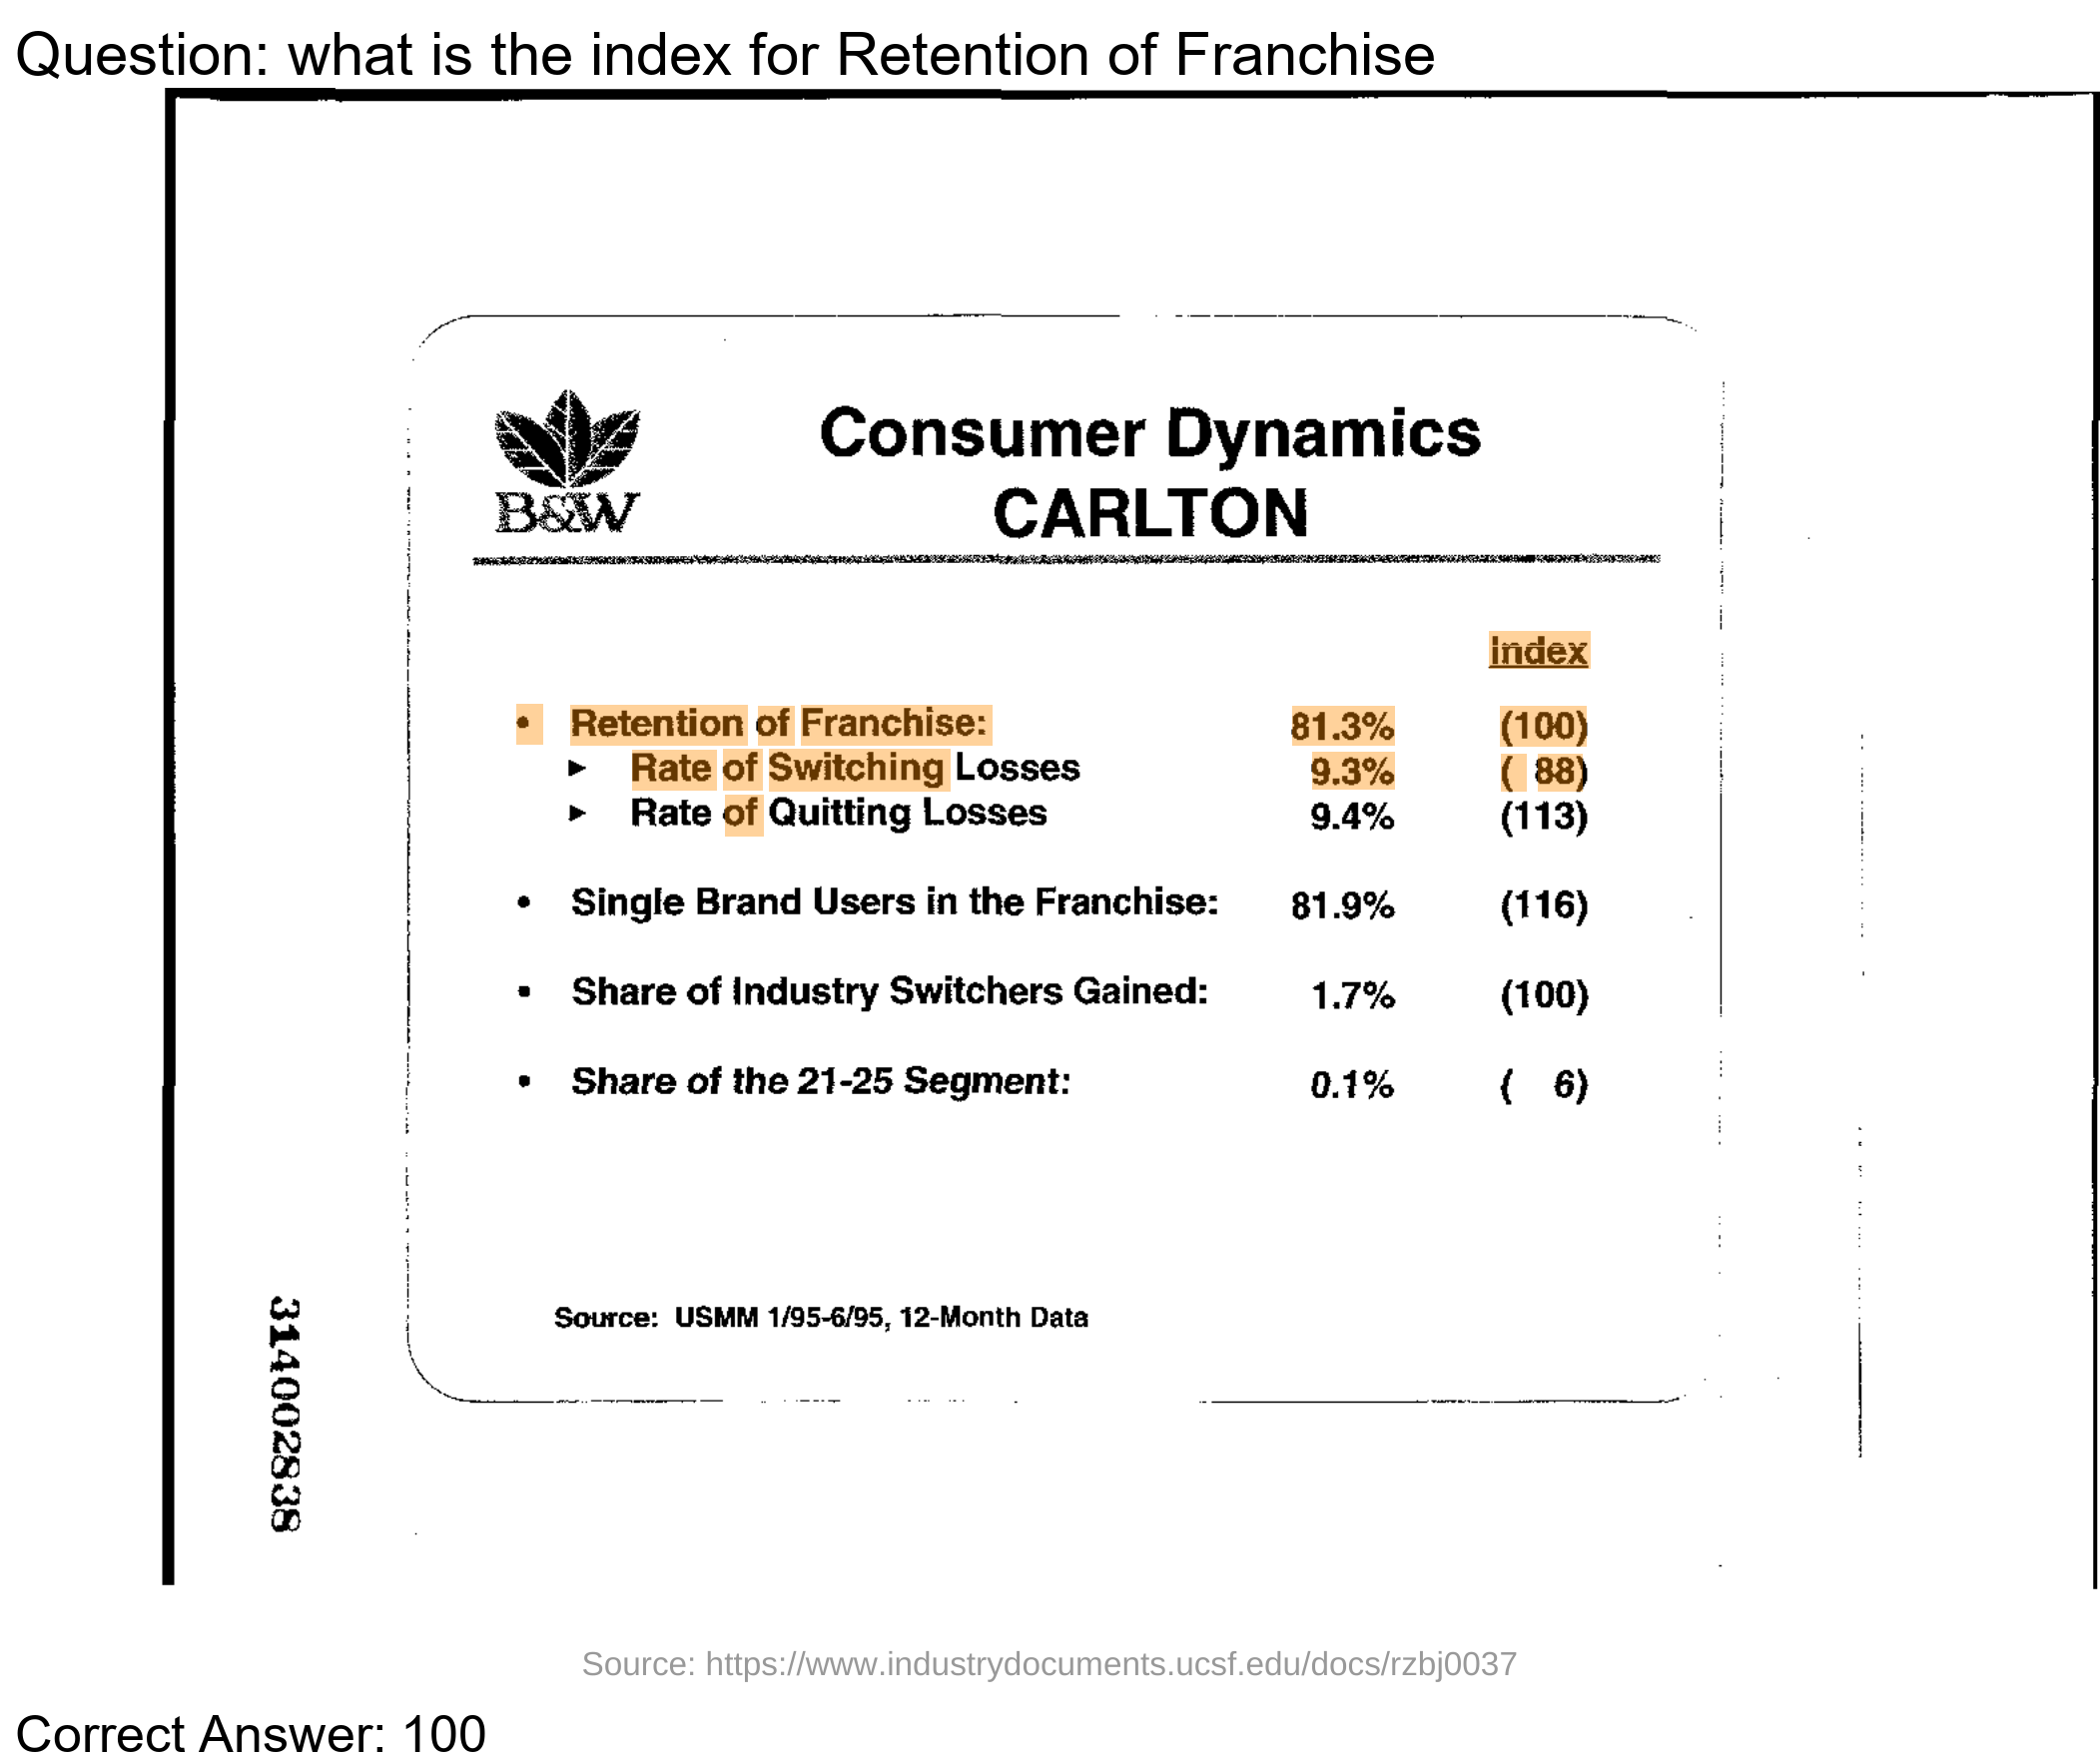 Question: what is the index for Retention of Franchise
B&W
Consumer Dynamics
CARLTON
Index
• Retention of Franchise: 81.3% (100)
► Rate of Switching Losses 9.3% ( 88)
► Rate of Quitting Losses 9.4% (113)
• Single Brand Users in the Franchise: 81.9% (116)
• Share of Industry Switchers Gained: 1.7% (100)
• Share of the 21-25 Segment: 0.1% ( 6)
Source: USMM 1/95-6/95, 12-Month Data
314002838
Source: https://www.industrydocuments.ucsf.edu/docs/rzbj0037
Correct Answer: 100